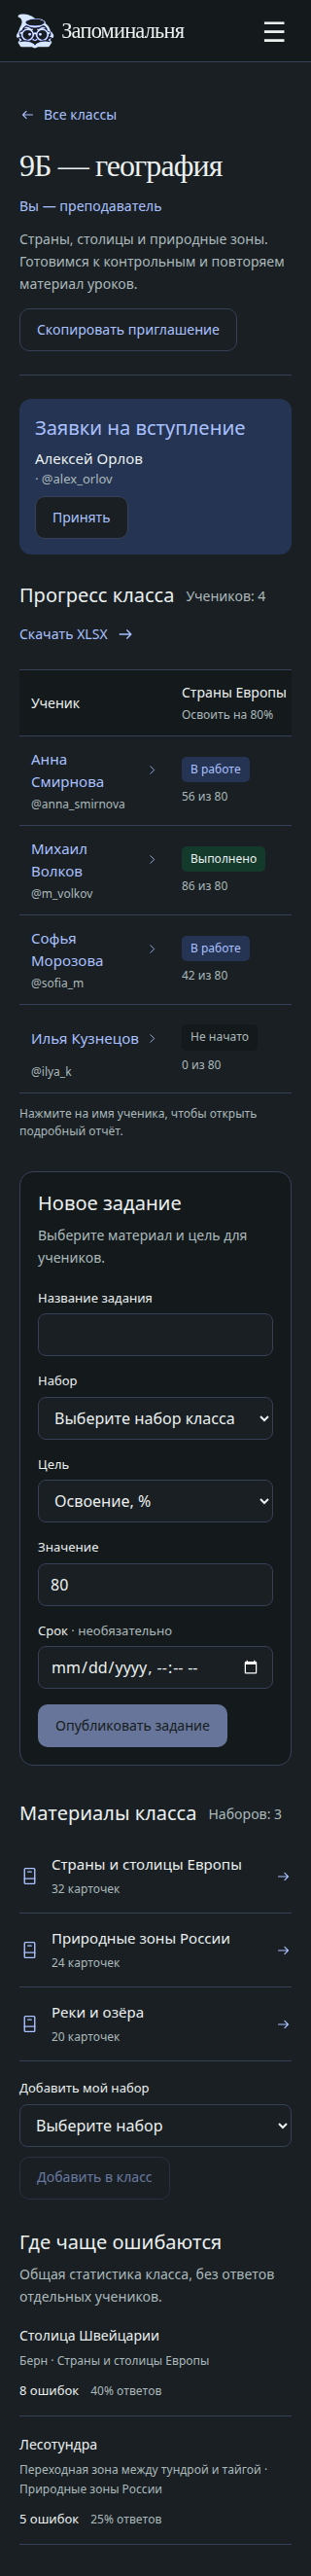 Запоминальня
← Все классы
9Б — география
Вы — преподаватель
Страны, столицы и природные зоны.
Готовимся к контрольным и повторяем
материал уроков.
Скопировать приглашение
Заявки на вступление
Алексей Орлов
· @alex_orlov
Принять
Прогресс класса Учеников: 4
Скачать XLSX →
Ученик
Страны Европы
Освоить на 80%
Анна
Смирнова
@anna_smirnova
В работе
56 из 80
Михаил
Волков
@m_volkov
Выполнено
86 из 80
Софья
Морозова
@sofia_m
В работе
42 из 80
Илья Кузнецов
@ilya_k
Не начато
0 из 80
Нажмите на имя ученика, чтобы открыть
подробный отчёт.
Новое задание
Выберите материал и цель для
учеников.
Название задания
Набор
Выберите набор класса
Цель
Освоение, %
Значение
80
Срок · необязательно
mm/dd/yyyy, --:-- --
Опубликовать задание
Материалы класса Наборов: 3
Страны и столицы Европы →
32 карточек
Природные зоны России →
24 карточек
Реки и озёра →
20 карточек
Добавить мой набор
Выберите набор
Добавить в класс
Где чаще ошибаются
Общая статистика класса, без ответов
отдельных учеников.
Столица Швейцарии
Берн · Страны и столицы Европы
8 ошибок 40% ответов
Лесотундра
Переходная зона между тундрой и тайгой ·
Природные зоны России
5 ошибок 25% ответов